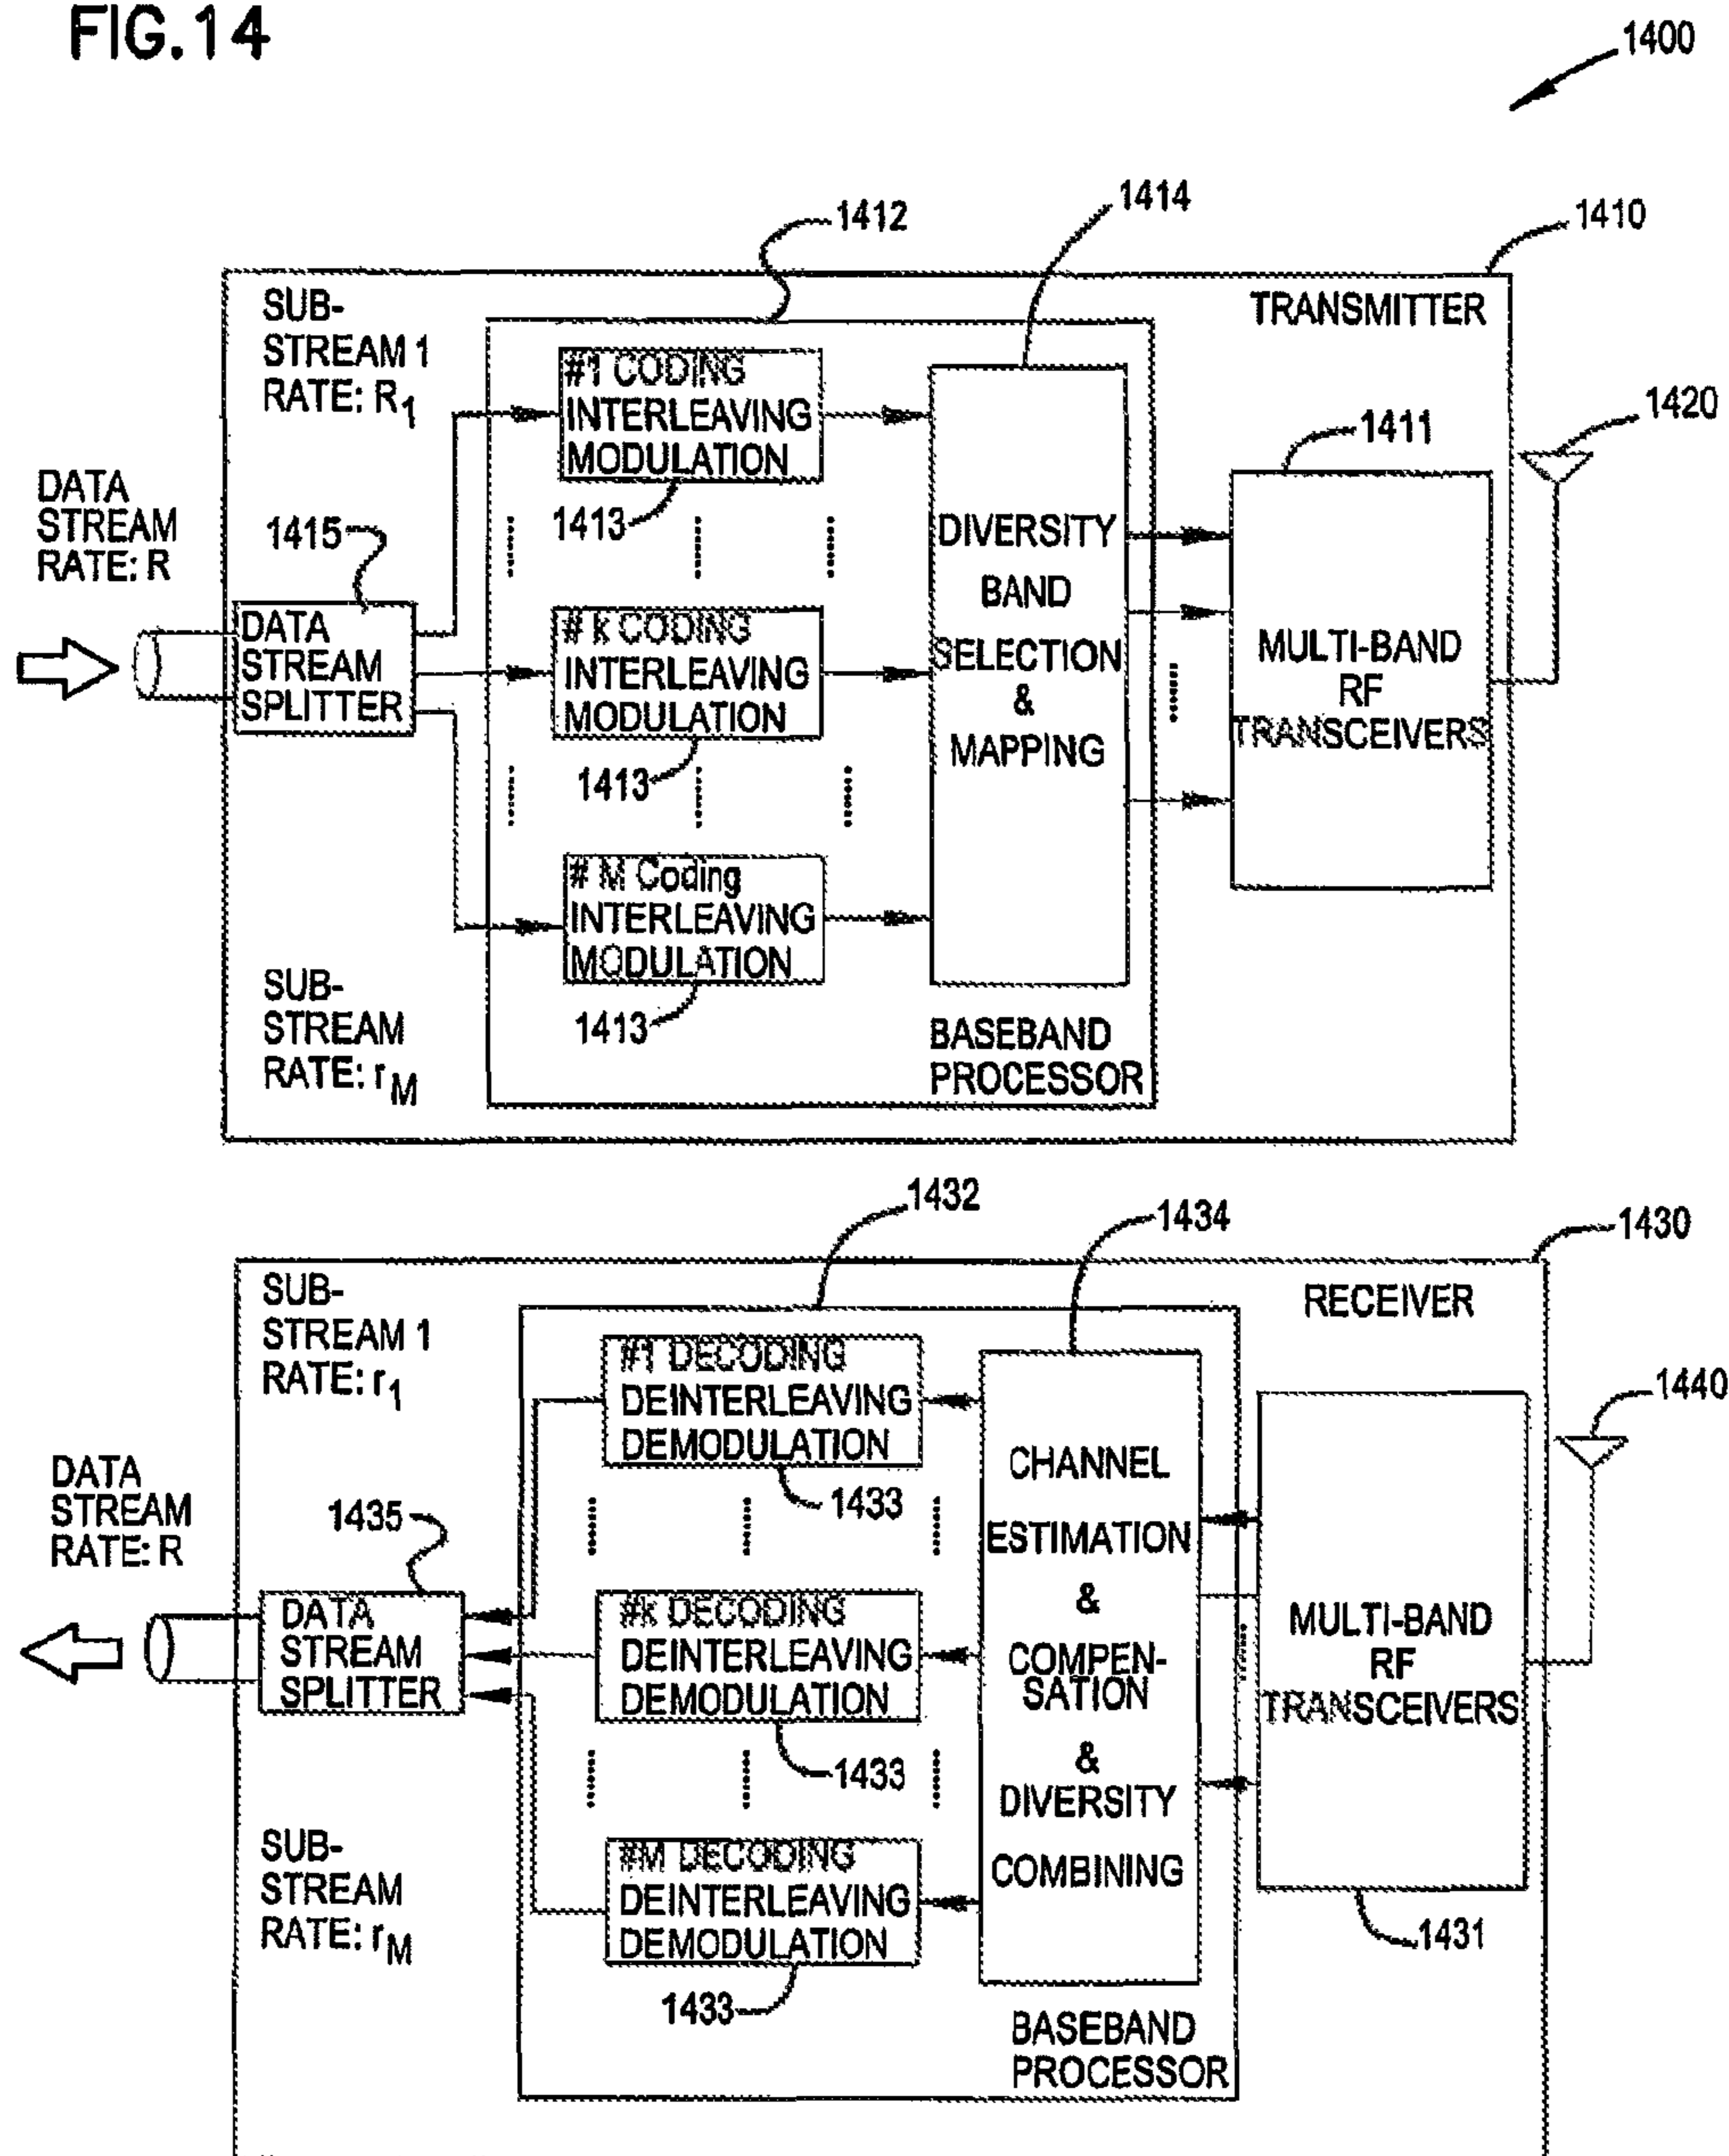 FIG.14
1400
1412
1414
1410
SUB-
STREAM 1
RATE: R1
TRANSMITTER
#1 CODING
INTERLEAVING
MODULATION
1420
1411
DATA
STREAM
RATE: R
1415
1413
DIVERSITY
BAND
SELECTION
&
MAPPING
DATA
STREAM
SPLITTER
# k CODING
INTERLEAVING
MODULATION
MULTI-BAND
RF
TRANSCEIVERS
1413
# M Coding
INTERLEAVING
MODULATION
SUB-
STREAM
RATE: rM
1413
BASEBAND
PROCESSOR
1432
1434
1430
SUB-
STREAM 1
RATE: r1
RECEIVER
#1 DECODING
DEINTERLEAVING
DEMODULATION
1440
DATA
STREAM
RATE: R
1435
1433
CHANNEL
ESTIMATION
&
COMPEN-
SATION
&
DIVERSITY
COMBINING
DATA
STREAM
SPLITTER
#k DECODING
DEINTERLEAVING
DEMODULATION
MULTI-BAND
RF
TRANSCEIVERS
1433
SUB-
STREAM
RATE: rM
#M DECODING
DEINTERLEAVING
DEMODULATION
1431
1433
BASEBAND
PROCESSOR